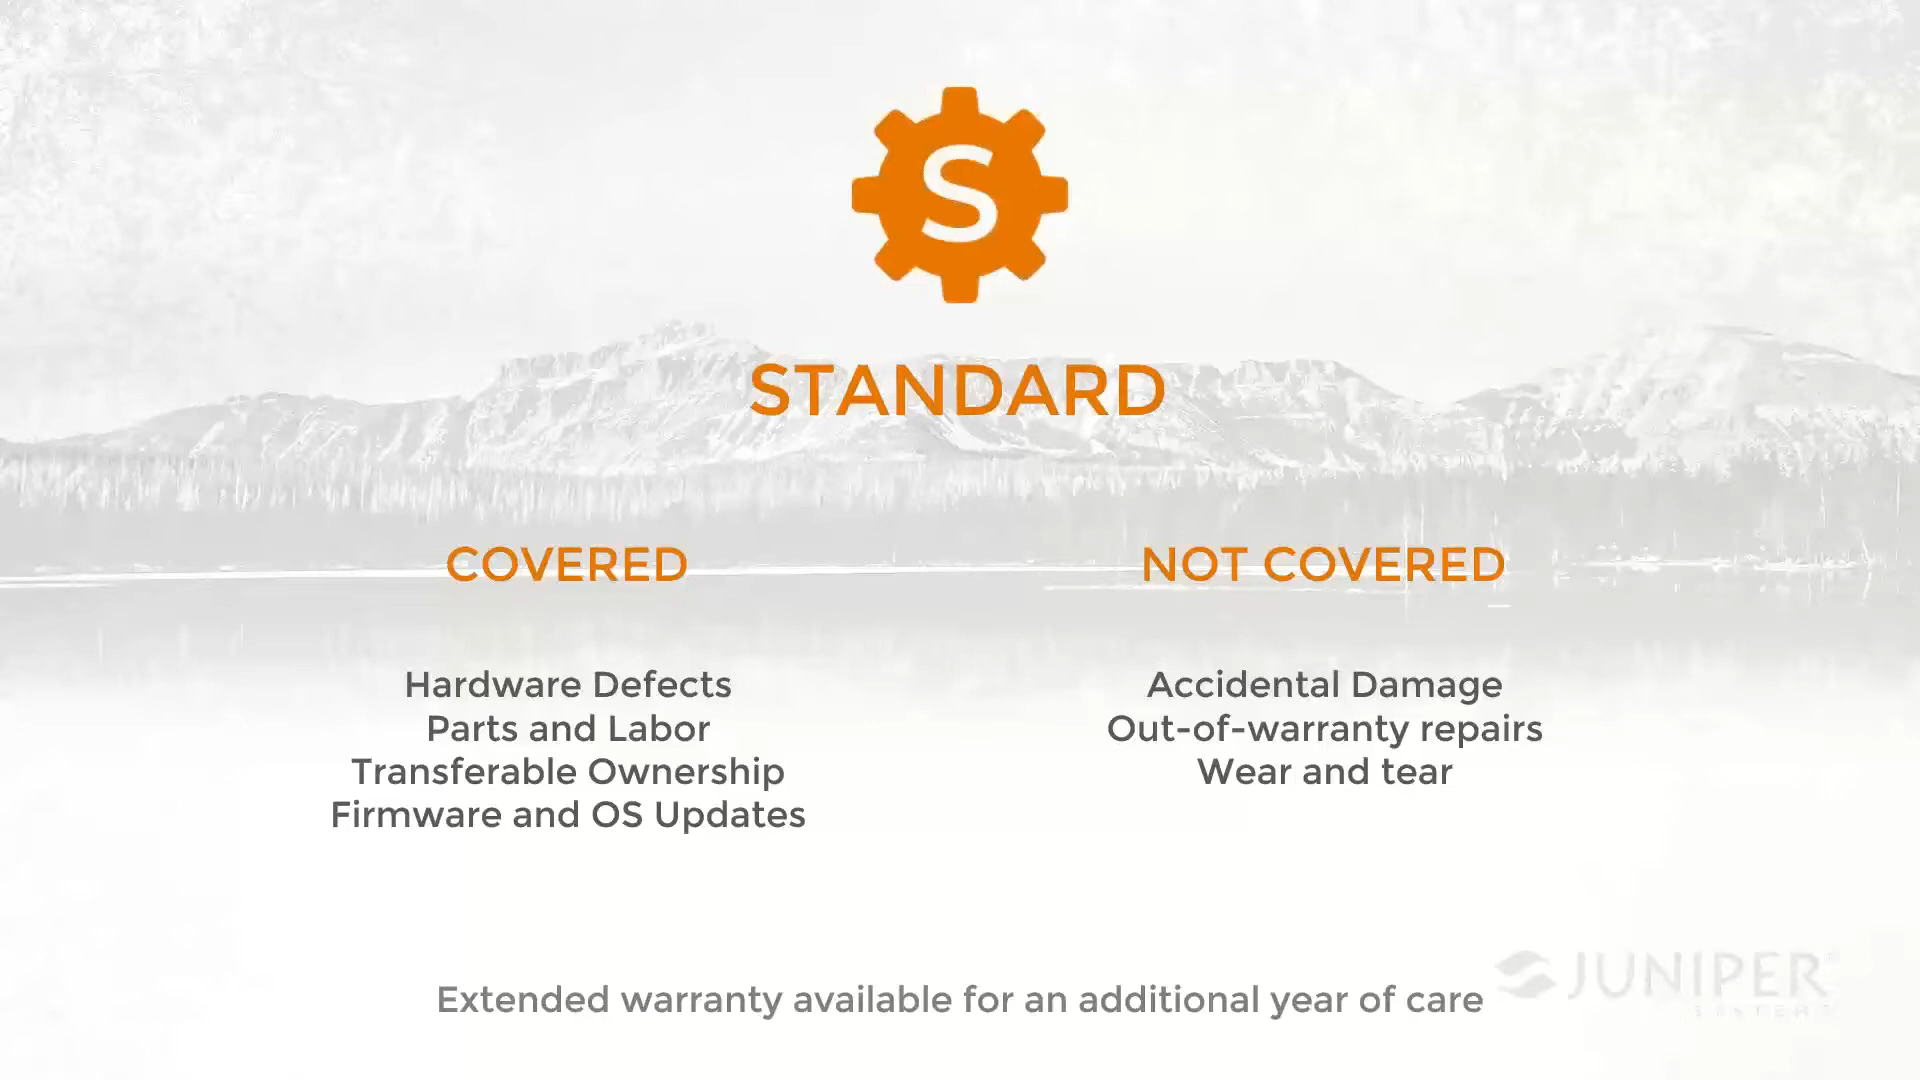 S
STANDARD
COVERED
NOT COVERED
Hardware Defects
Parts and Labor
Transferable Ownership
Firmware and OS Updates
Accidental Damage
Out-of-warranty repairs
Wear and tear
Extended warranty available for an additional year of care
JUNIPER
SYSTEMS